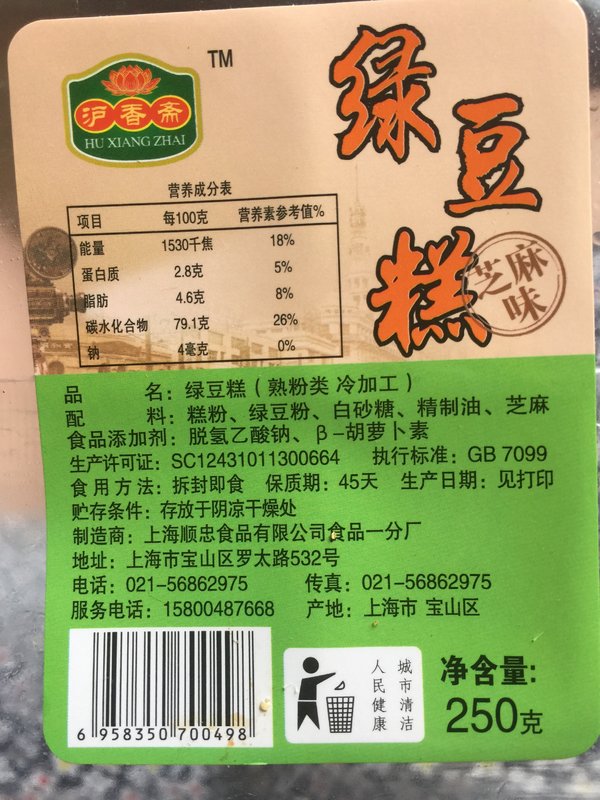 TM
沪香斋
HU XIANG ZHAI
绿豆糕
芝麻味
营养成分表
项目 每100克 营养素参考值%
能量 1530千焦 18%
蛋白质 2.8克 5%
脂肪 4.6克 8%
碳水化合物 79.1克 26%
钠 4毫克 0%
品 名：绿豆糕（熟粉类 冷加工）
配 料：糕粉、绿豆粉、白砂糖、精制油、芝麻
食品添加剂：脱氢乙酸钠、β-胡萝卜素
生产许可证：SC12431011300664 执行标准：GB 7099
食用方法：拆封即食 保质期：45天 生产日期：见打印
贮存条件：存放于阴凉干燥处
制造商：上海顺忠食品有限公司食品一分厂
地址：上海市宝山区罗太路532号
电话：021-56862975 传真：021-56862975
服务电话：15800487668 产地：上海市 宝山区
6 958350 700498
城市清洁
人民健康
净含量:
250克